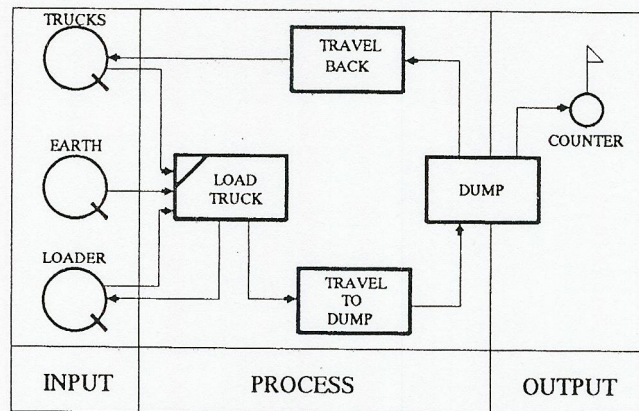 TRUCKS
TRAVEL
BACK
EARTH
COUNTER
LOAD
TRUCK
DUMP
LOADER
TRAVEL
TO
DUMP
INPUT
PROCESS
OUTPUT